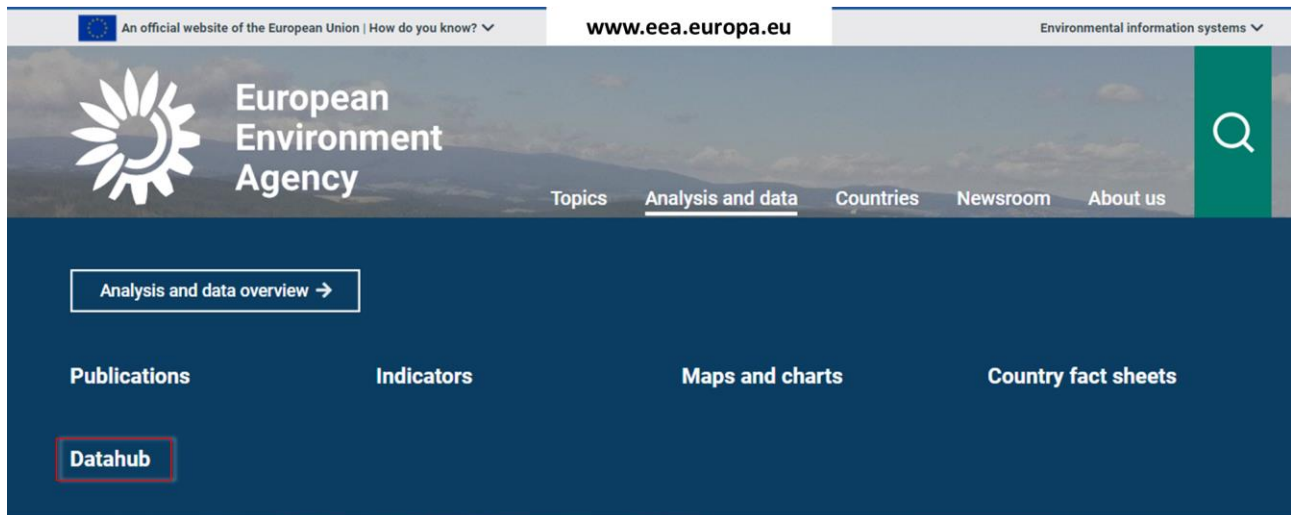 An official website of the European Union | How do you know?
www.eea.europa.eu
Environmental information systems
European
Environment
Agency
Topics
Analysis and data
Countries
Newsroom
About us
Analysis and data overview →
Publications
Indicators
Maps and charts
Country fact sheets
Datahub